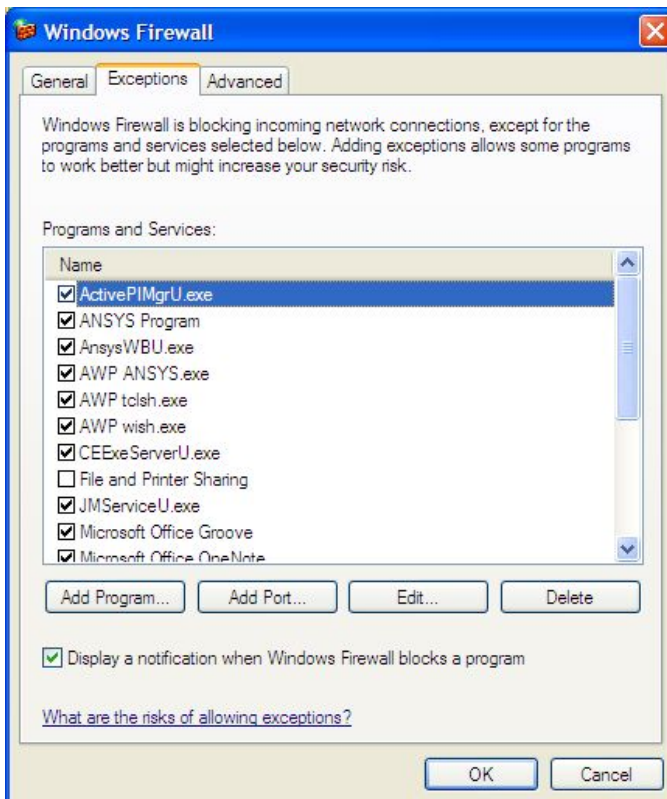 Windows Firewall
General Exceptions Advanced
Windows Firewall is blocking incoming network connections, except for the
programs and services selected below. Adding exceptions allows some programs
to work better but might increase your security risk.
Programs and Services:
Name
ActivePIMgrU.exe
ANSYS Program
AnsysWBU.exe
AWP ANSYS.exe
AWP tclsh.exe
AWP wish.exe
CEExeServerU.exe
File and Printer Sharing
JMServiceU.exe
Microsoft Office Groove
Microsoft Office OneNote
Add Program... Add Port... Edit... Delete
Display a notification when Windows Firewall blocks a program
What are the risks of allowing exceptions?
OK Cancel